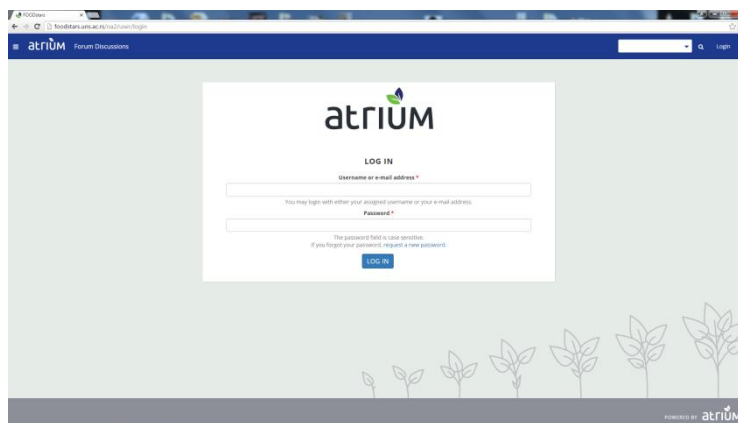 FOODstars
foodstars.uns.ac.rs/na2/user/login
atrium Forum Discussions Login
atrium
LOG IN
Username or e-mail address *
You may login with either your assigned username or your e-mail address.
Password *
The password field is case sensitive.
If you forgot your password, request a new password.
LOG IN
POWERED BY atrium